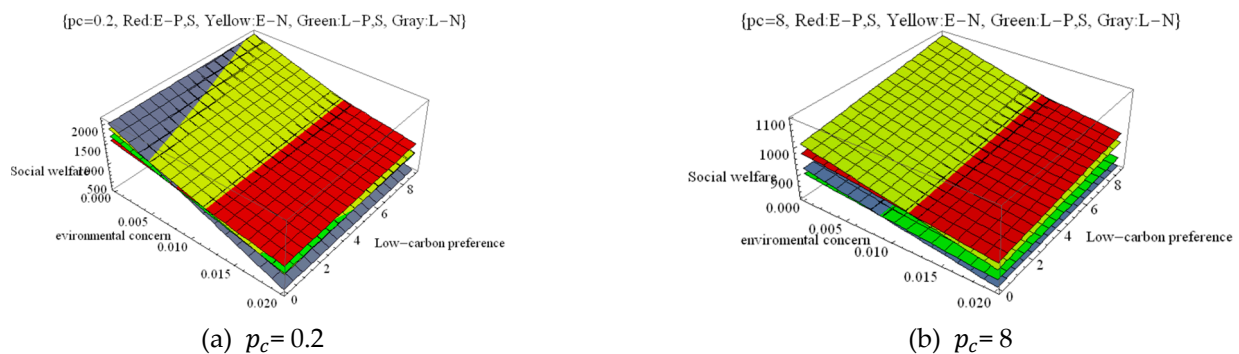 {pc=0.2, Red:E−P,S, Yellow:E−N, Green:L−P,S, Gray:L−N}
2000
1500
1000
Social welfare
500
0.000
0.005
evironmental concern
0.010
0.015
0.020
0
2
4
6
8
Low−carbon preference
(a) p_c = 0.2
{pc=8, Red:E−P,S, Yellow:E−N, Green:L−P,S, Gray:L−N}
1100
1000
Social welfare
900
0.000
0.005
enviromental concern
0.010
0.015
0.020
0
2
4
6
8
Low−carbon preference
(b) p_c = 8